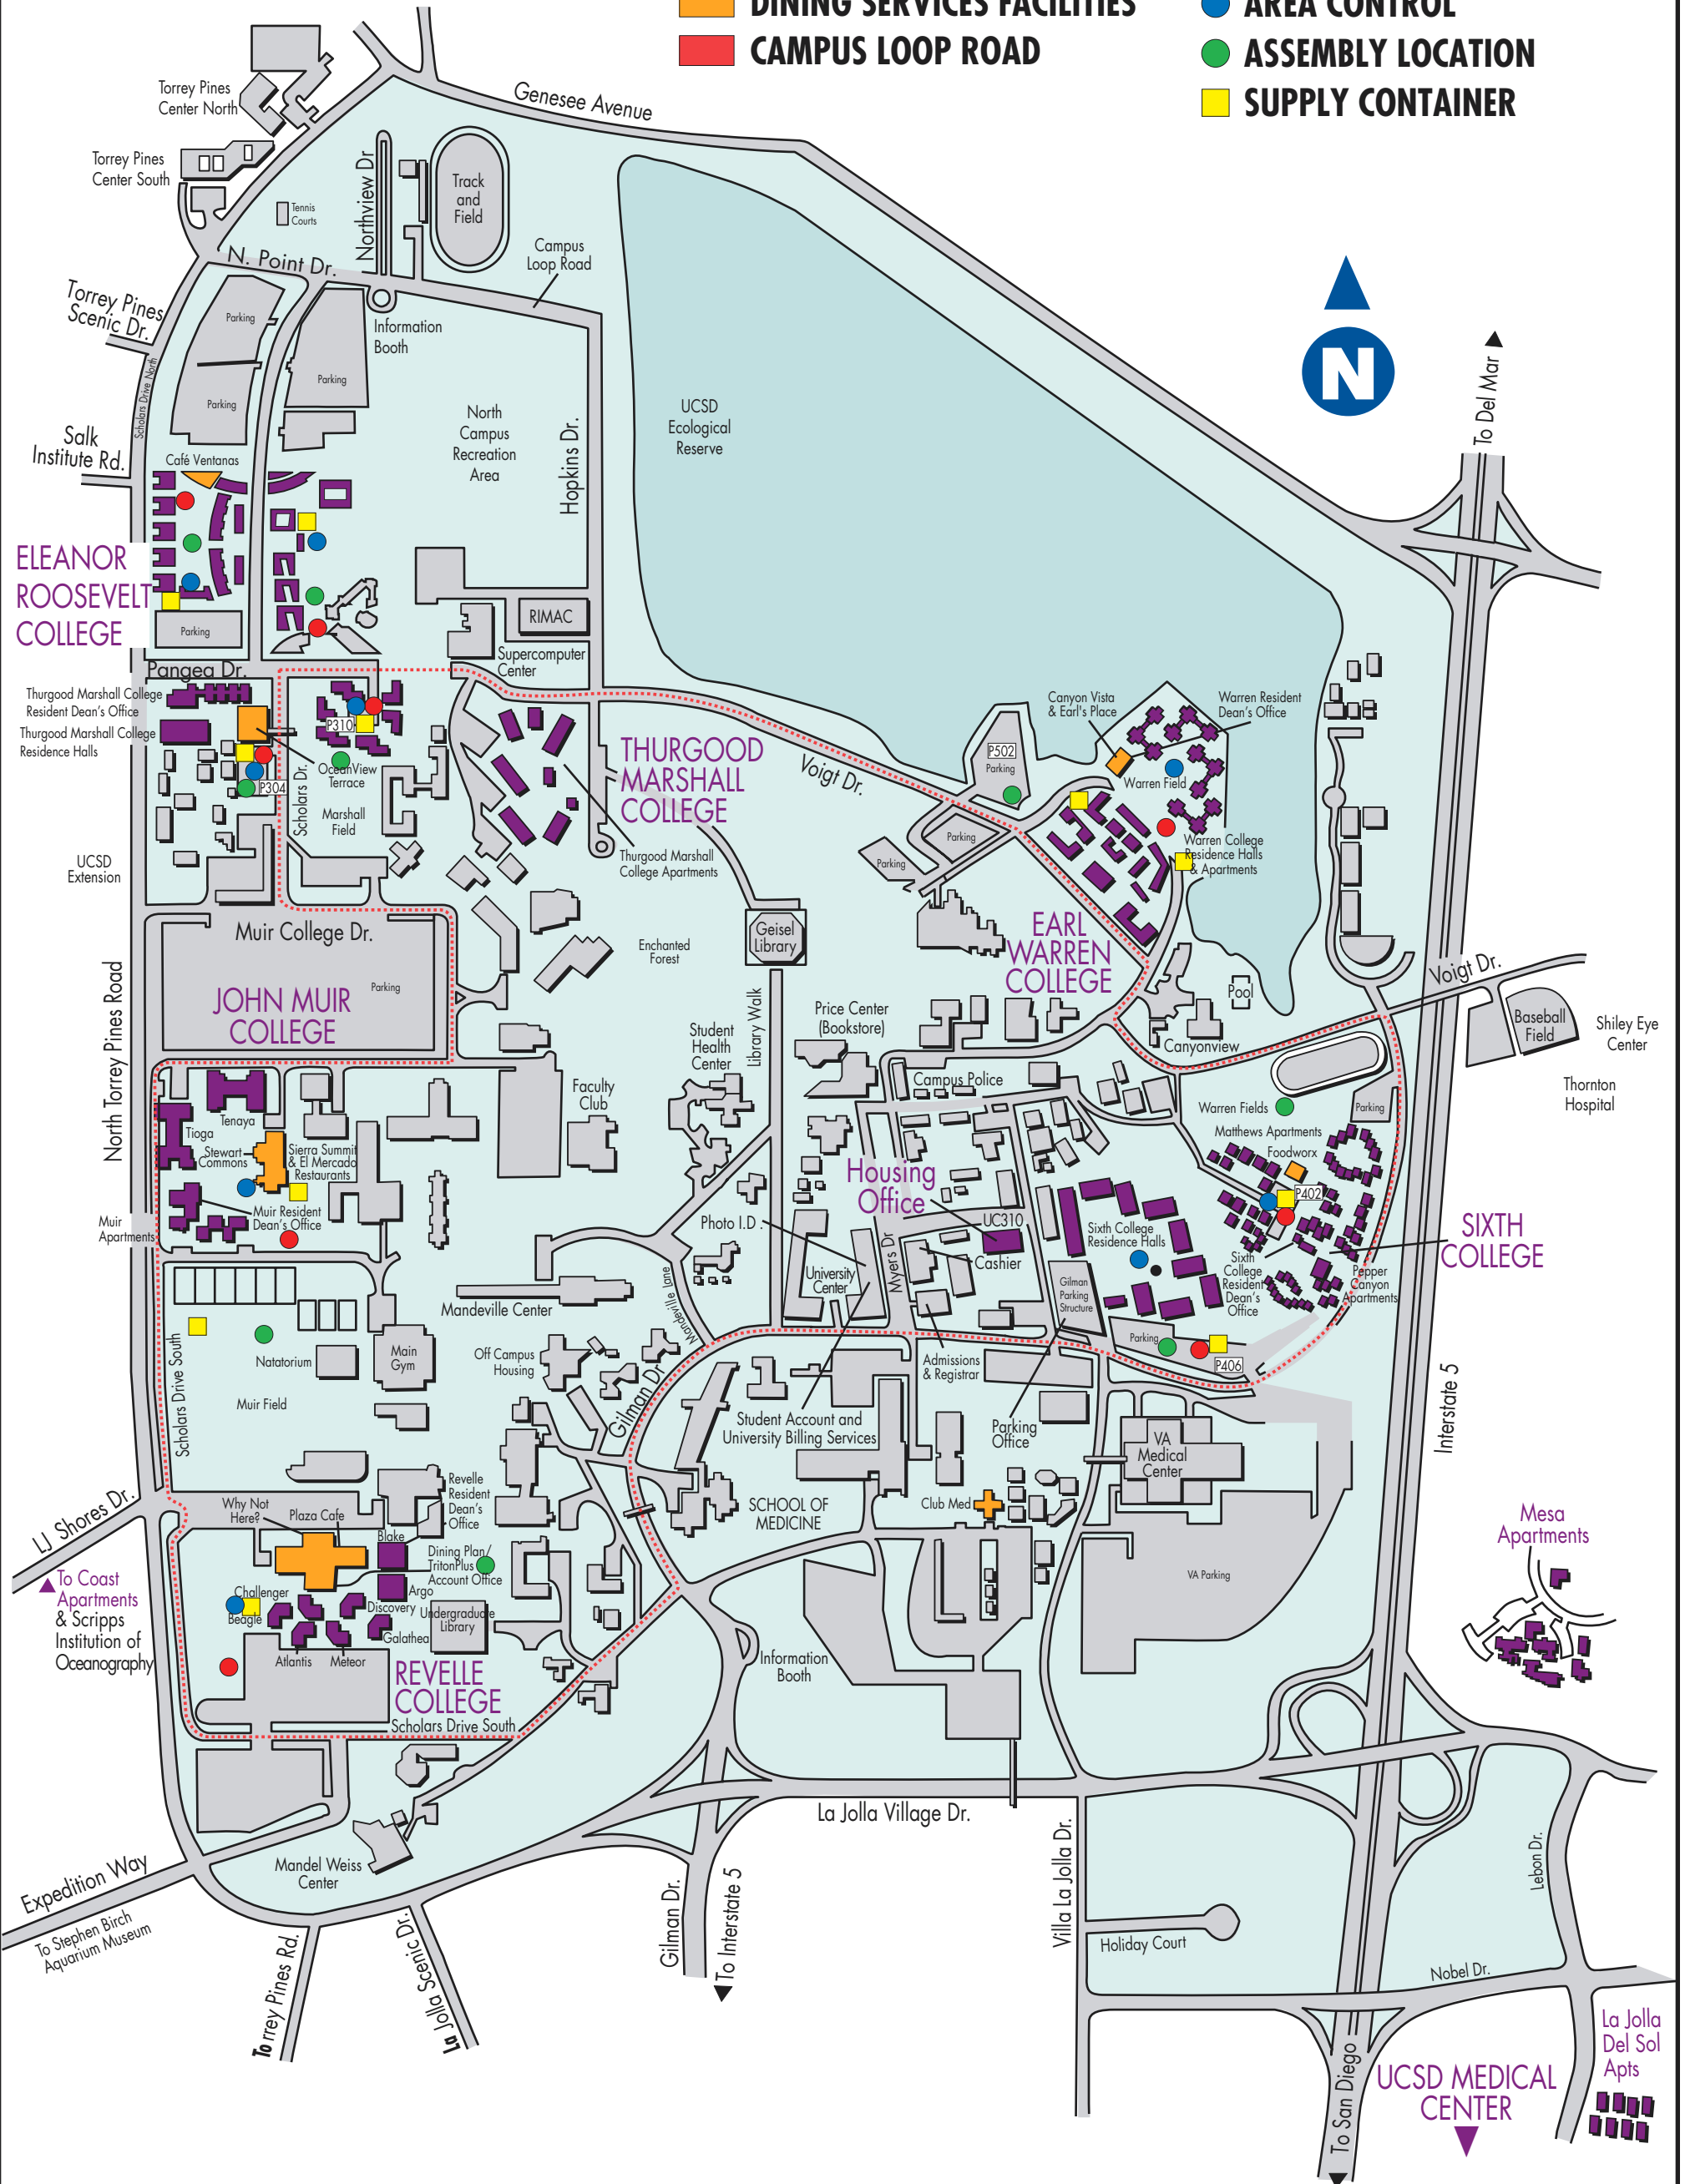 DINING SERVICES FACILITIES
CAMPUS LOOP ROAD
AREA CONTROL
ASSEMBLY LOCATION
SUPPLY CONTAINER
Torrey Pines
Center North
Genesee Avenue
Torrey Pines
Center South
Northview Dr
Track
and
Field
Tennis
Courts
Campus
Loop Road
N. Point Dr.
Torrey Pines
Scenic Dr.
Parking
Information
Booth
N
To Del Mar
Scholars Drive North
Parking
Parking
North
Campus
Recreation
Area
Hopkins Dr.
UCSD
Ecological
Reserve
Salk
Institute Rd.
Café Ventanas
ELEANOR
ROOSEVELT
COLLEGE
Parking
RIMAC
Supercomputer
Center
Pangea Dr.
Thurgood Marshall College
Resident Dean's Office
Thurgood Marshall College
Residence Halls
P310
P304
OceanView
Terrace
Scholars Dr.
Marshall
Field
THURGOOD
MARSHALL
COLLEGE
Voigt Dr.
Thurgood Marshall
College Apartments
Canyon Vista
& Earl's Place
Warren Resident
Dean's Office
P502
Parking
Warren Field
Parking
Parking
Warren College
Residence Halls
& Apartments
UCSD
Extension
Muir College Dr.
Geisel
Library
Enchanted
Forest
EARL
WARREN
COLLEGE
JOHN MUIR
COLLEGE
Parking
North Torrey Pines Road
Library Walk
Price Center
(Bookstore)
Student
Health
Center
Pool
Canyonview
Voigt Dr.
Baseball
Field
Shiley Eye
Center
Thornton
Hospital
Campus Police
Faculty
Club
Warren Fields
Parking
Matthews Apartments
Foodworx
Tenaya
Tioga
Stewart
Commons
Sierra Summit
& El Mercado
Restaurants
Muir Resident
Dean's Office
Muir
Apartments
Housing
Office
P402
Photo I.D.
UC310
Cashier
Sixth College
Residence Halls
SIXTH
COLLEGE
Sixth
College
Resident
Dean's
Office
Pepper
Canyon
Apartments
University
Center
Myers Dr
Gilman
Parking
Structure
Mandeville Center
Mandeville Lane
Parking
P406
Scholars Drive South
Natatorium
Main
Gym
Off Campus
Housing
Admissions
& Registrar
Muir Field
Gilman Dr
Student Account and
University Billing Services
Parking
Office
VA
Medical
Center
Interstate 5
LJ Shores Dr.
Why Not
Here?
Plaza Cafe
Revelle
Resident
Dean's
Office
SCHOOL OF
MEDICINE
Club Med
Mesa
Apartments
Blake
Dining Plan/
TritonPlus
Account Office
VA Parking
To Coast
Apartments
& Scripps
Institution of
Oceanography
Challenger
Beagle
Argo
Discovery
Undergraduate
Library
Galathea
Atlantis
Meteor
REVELLE
COLLEGE
Information
Booth
Scholars Drive South
La Jolla Village Dr.
Mandel Weiss
Center
Expedition Way
To Stephen Birch
Aquarium Museum
Villa La Jolla Dr.
Lebon Dr.
Gilman Dr.
To Interstate 5
Holiday Court
Nobel Dr.
To Torrey Pines Rd.
La Jolla Scenic Dr.
To San Diego
La Jolla
Del Sol
Apts
UCSD MEDICAL
CENTER